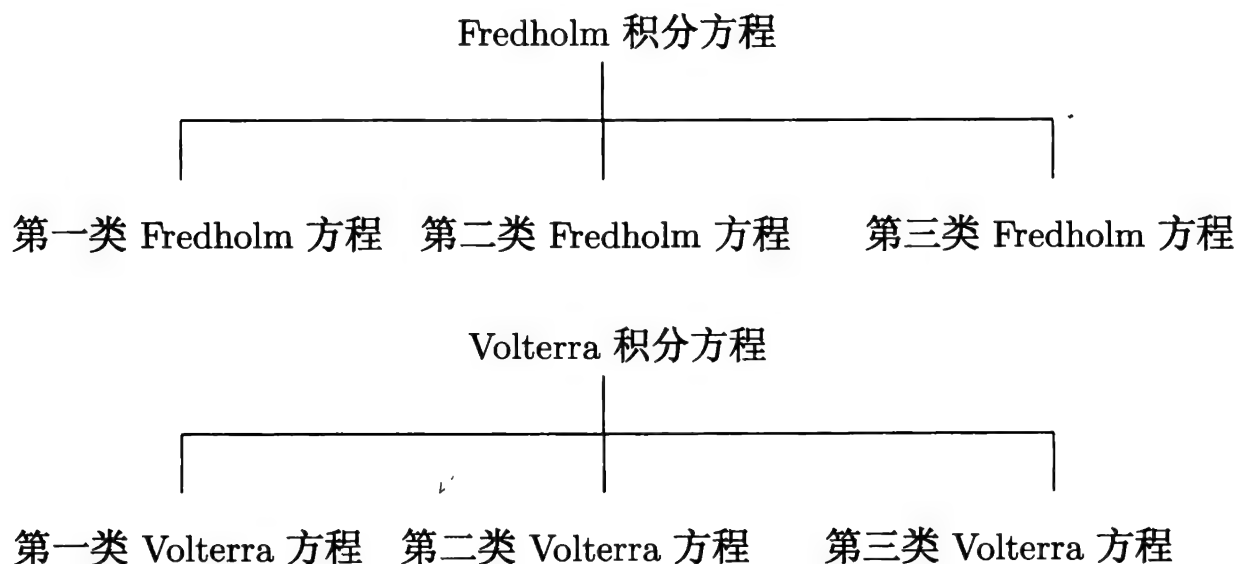 Fredholm 积分方程
第一类 Fredholm 方程 第二类 Fredholm 方程 第三类 Fredholm 方程
Volterra 积分方程
第一类 Volterra 方程 第二类 Volterra 方程 第三类 Volterra 方程